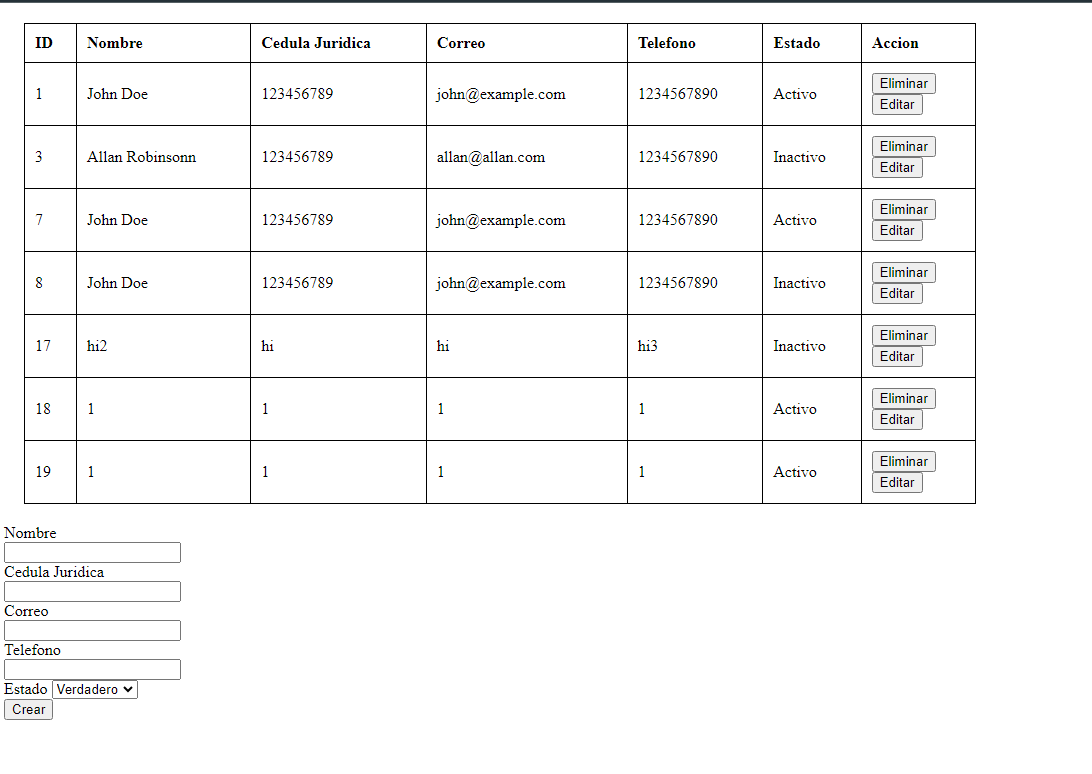 ID Nombre Cedula Juridica Correo Telefono Estado Accion
1 John Doe 123456789 john@example.com 1234567890 Activo Eliminar
Editar
3 Allan Robinsonn 123456789 allan@allan.com 1234567890 Inactivo Eliminar
Editar
7 John Doe 123456789 john@example.com 1234567890 Activo Eliminar
Editar
8 John Doe 123456789 john@example.com 1234567890 Inactivo Eliminar
Editar
17 hi2 hi hi hi3 Inactivo Eliminar
Editar
18 1 1 1 1 Activo Eliminar
Editar
19 1 1 1 1 Activo Eliminar
Editar
Nombre
Cedula Juridica
Correo
Telefono
Estado Verdadero
Crear